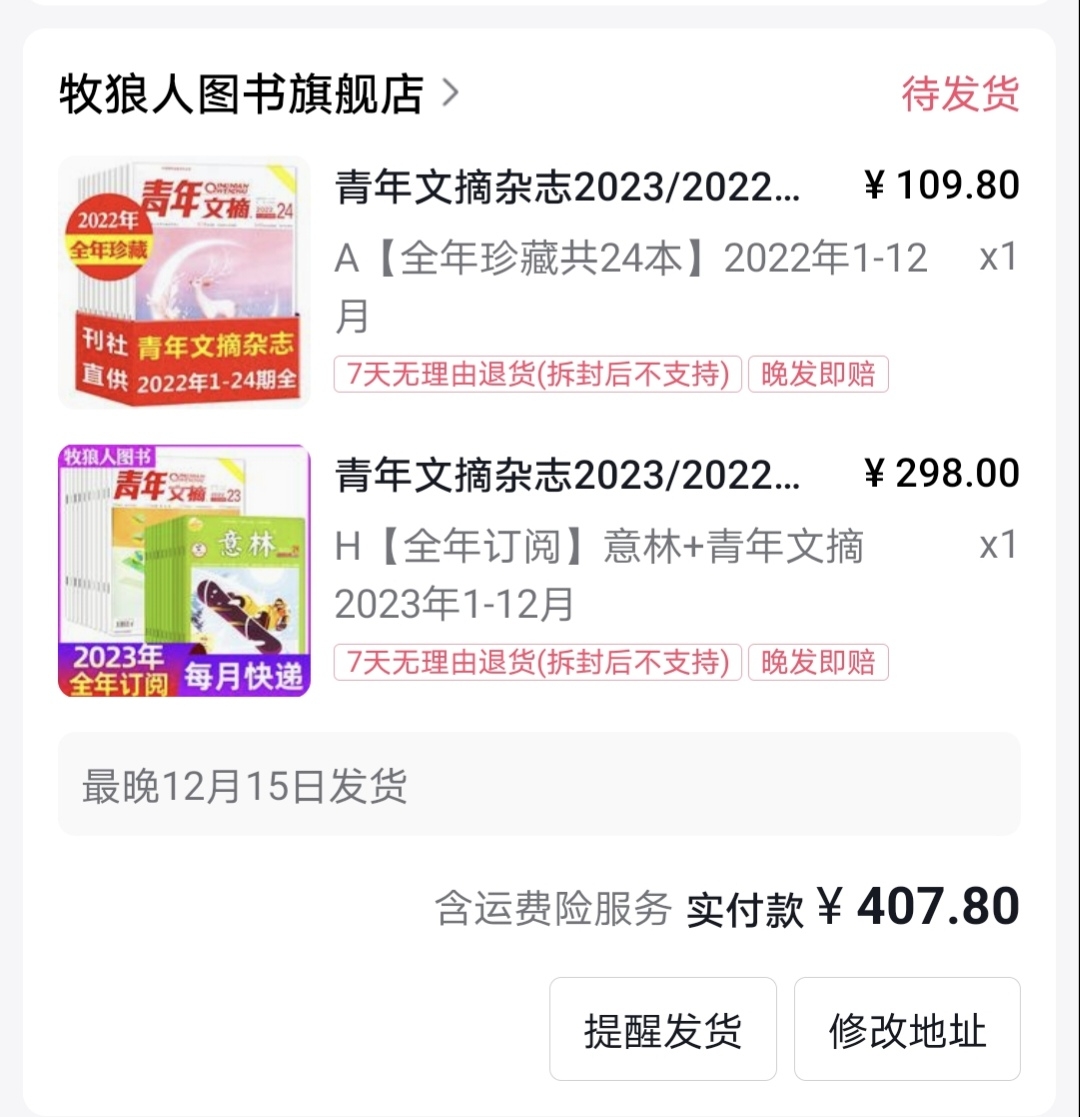 牧狼人图书旗舰店 >
待发货
青年文摘
QINGNIAN WENZHAI
2022 24
2022年
全年珍藏
刊社
直供
青年文摘杂志
2022年1-24期全
青年文摘杂志2023/2022... ¥109.80
A【全年珍藏共24本】2022年1-12 x1
月
7天无理由退货(拆封后不支持) 晚发即赔
牧狼人图书
青年文摘
23
意林
2023年
全年订阅
每月快递
青年文摘杂志2023/2022... ¥298.00
H【全年订阅】意林+青年文摘 x1
2023年1-12月
7天无理由退货(拆封后不支持) 晚发即赔
最晚12月15日发货
含运费险服务 实付款 ¥407.80
提醒发货 修改地址